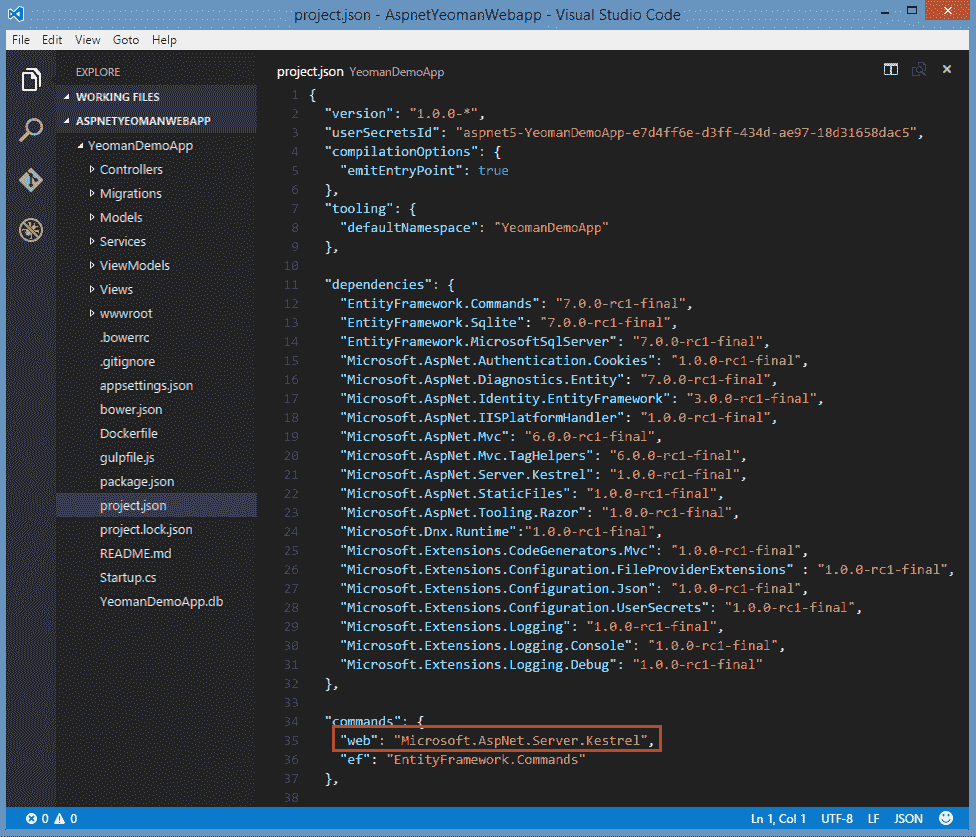 project.json - AspnetYeomanWebapp - Visual Studio Code
File Edit View Goto Help
EXPLORE
WORKING FILES
ASPNETYEOMANWEBAPP
YeomanDemoApp
Controllers
Migrations
Models
Services
ViewModels
Views
wwwroot
.bowerrc
.gitignore
appsettings.json
bower.json
Dockerfile
gulpfile.js
package.json
project.json
project.lock.json
README.md
Startup.cs
YeomanDemoApp.db
project.json YeomanDemoApp
1 {
2 "version": "1.0.0-*",
3 "userSecretsId": "aspnet5-YeomanDemoApp-e7d4ff6e-d3ff-434d-ae97-18d31658dac5",
4 "compilationOptions": {
5 "emitEntryPoint": true
6 },
7 "tooling": {
8 "defaultNamespace": "YeomanDemoApp"
9 },
10
11 "dependencies": {
12 "EntityFramework.Commands": "7.0.0-rc1-final",
13 "EntityFramework.Sqlite": "7.0.0-rc1-final",
14 "EntityFramework.MicrosoftSqlServer": "7.0.0-rc1-final",
15 "Microsoft.AspNet.Authentication.Cookies": "1.0.0-rc1-final",
16 "Microsoft.AspNet.Diagnostics.Entity": "7.0.0-rc1-final",
17 "Microsoft.AspNet.Identity.EntityFramework": "3.0.0-rc1-final",
18 "Microsoft.AspNet.IISPlatformHandler": "1.0.0-rc1-final",
19 "Microsoft.AspNet.Mvc": "6.0.0-rc1-final",
20 "Microsoft.AspNet.Mvc.TagHelpers": "6.0.0-rc1-final",
21 "Microsoft.AspNet.Server.Kestrel": "1.0.0-rc1-final",
22 "Microsoft.AspNet.StaticFiles": "1.0.0-rc1-final",
23 "Microsoft.AspNet.Tooling.Razor": "1.0.0-rc1-final",
24 "Microsoft.Dnx.Runtime":"1.0.0-rc1-final",
25 "Microsoft.Extensions.CodeGenerators.Mvc": "1.0.0-rc1-final",
26 "Microsoft.Extensions.Configuration.FileProviderExtensions" : "1.0.0-rc1-final",
27 "Microsoft.Extensions.Configuration.Json": "1.0.0-rc1-final",
28 "Microsoft.Extensions.Configuration.UserSecrets": "1.0.0-rc1-final",
29 "Microsoft.Extensions.Logging": "1.0.0-rc1-final",
30 "Microsoft.Extensions.Logging.Console": "1.0.0-rc1-final",
31 "Microsoft.Extensions.Logging.Debug": "1.0.0-rc1-final"
32 },
33
34 "commands": {
35 "web": "Microsoft.AspNet.Server.Kestrel",
36 "ef": "EntityFramework.Commands"
37 },
38
0 0 Ln 1, Col 1 UTF-8 LF JSON